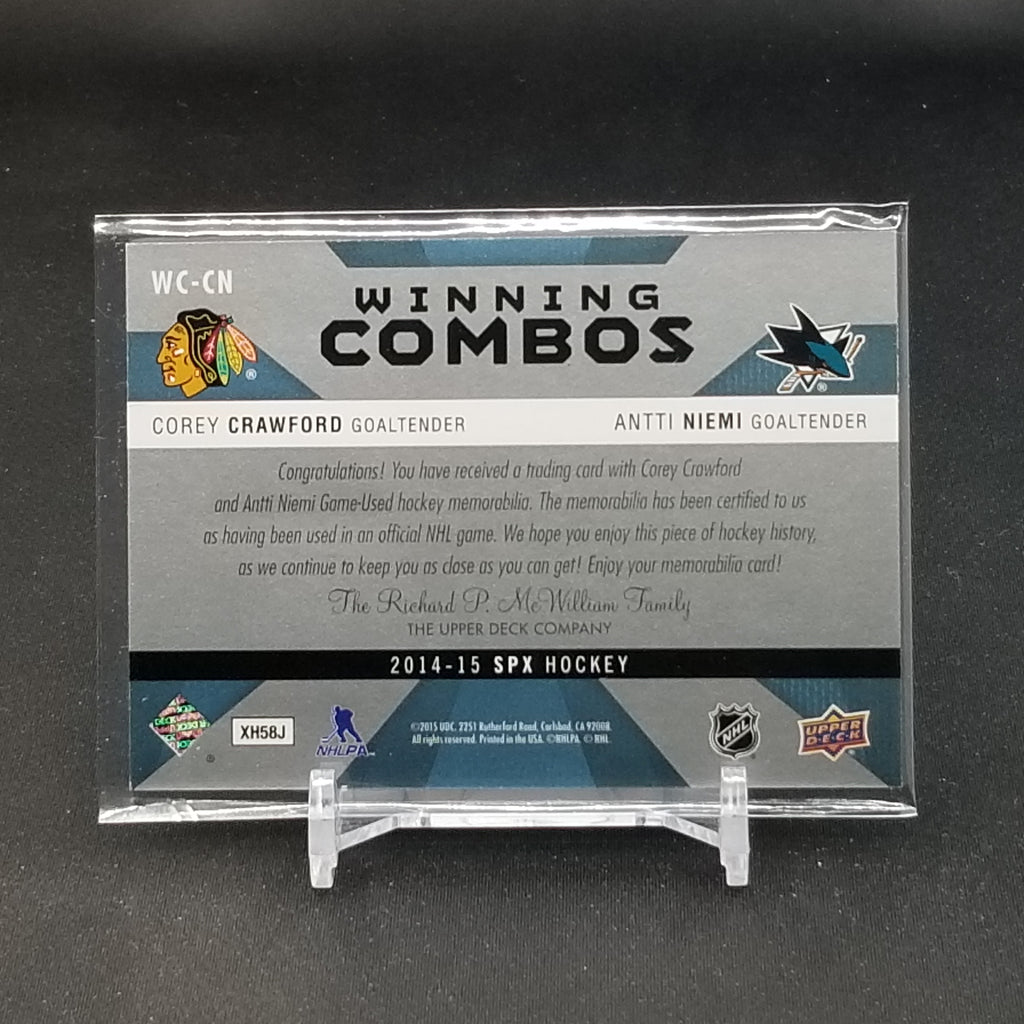 WC-CN
WINNING
COMBOS
COREY CRAWFORD GOALTENDER
ANTTI NIEMI GOALTENDER
Congratulations! You have received a trading card with Corey Crawford
and Antti Niemi Game-Used hockey memorabilia. The memorabilia has been certified to us
as having been used in an official NHL game. We hope you enjoy this piece of hockey history,
as we continue to keep you as close as you can get! Enjoy your memorabilia card!
The Richard P. McWilliam Family
THE UPPER DECK COMPANY
2014-15 SPX HOCKEY
XH58J
NHLPA
©2015 UDC. 2251 Rutherford Road, Carlsbad, CA 92008.
All rights reserved. Printed in the USA. ©NHLPA. © NHL.
NHL
UPPER
DECK